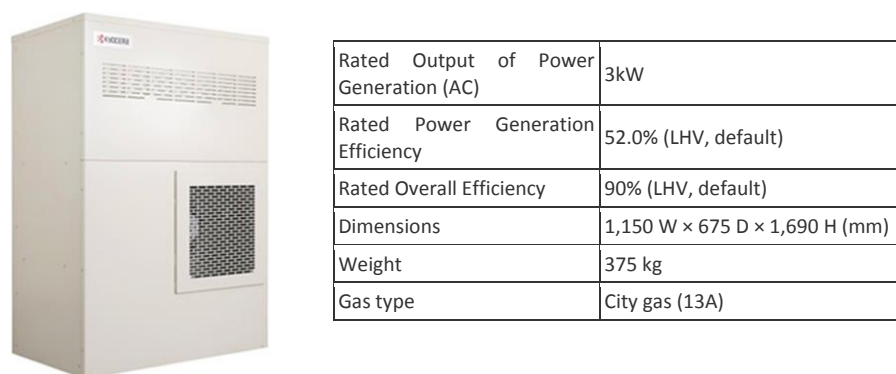 KYOCERA
Rated Output of Power
Generation (AC)
3kW
Rated Power Generation
Efficiency
52.0% (LHV, default)
Rated Overall Efficiency
90% (LHV, default)
Dimensions
1,150 W × 675 D × 1,690 H (mm)
Weight
375 kg
Gas type
City gas (13A)